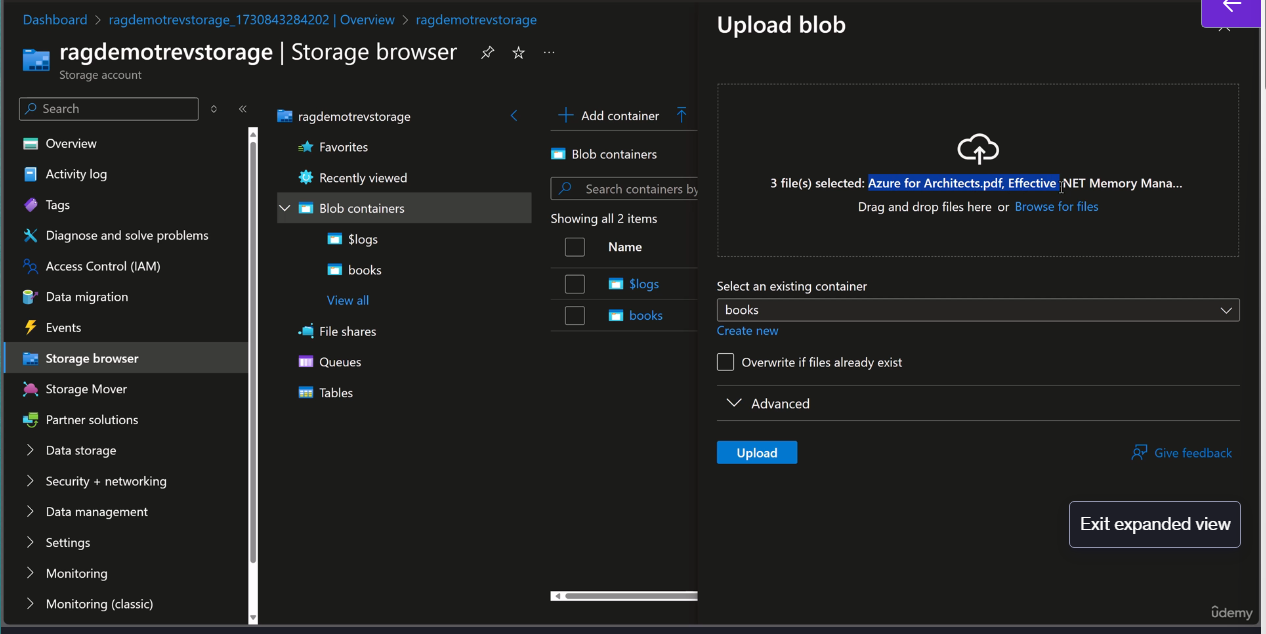 Dashboard > ragdemotrevstorage_1730843284202 | Overview > ragdemotrevstorage
ragdemotrevstorage | Storage browser ...
Storage account
Search
Overview
Activity log
Tags
Diagnose and solve problems
Access Control (IAM)
Data migration
Events
Storage browser
Storage Mover
Partner solutions
Data storage
Security + networking
Data management
Settings
Monitoring
Monitoring (classic)
ragdemotrevstorage
Favorites
Recently viewed
Blob containers
$logs
books
View all
File shares
Queues
Tables
Add container
Blob containers
Search containers by
Showing all 2 items
Name
$logs
books
Upload blob
3 file(s) selected: Azure for Architects.pdf, Effective .NET Memory Mana...
Drag and drop files here or Browse for files
Select an existing container
books
Create new
Overwrite if files already exist
Advanced
Upload
Give feedback
Exit expanded view
ûdemy